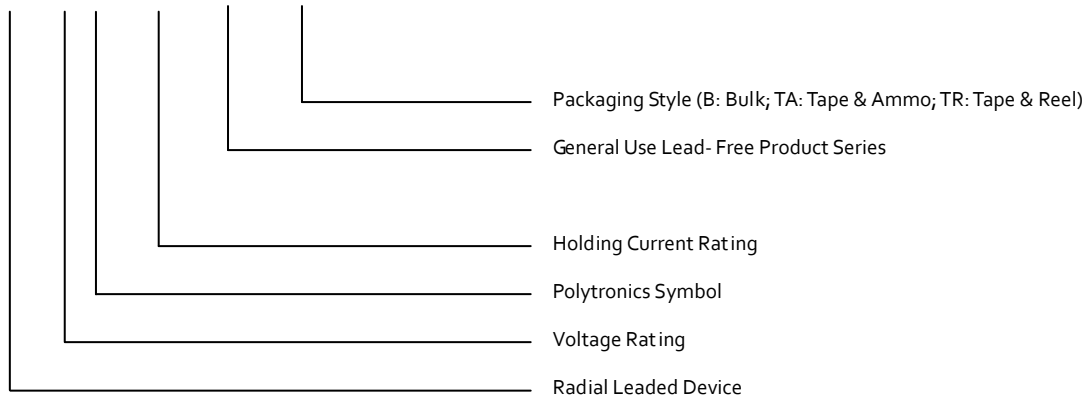 Packaging Style (B: Bulk; TA: Tape & Ammo; TR: Tape & Reel)
General Use Lead- Free Product Series
Holding Current Rating
Polytronics Symbol
Voltage Rating
Radial Leaded Device